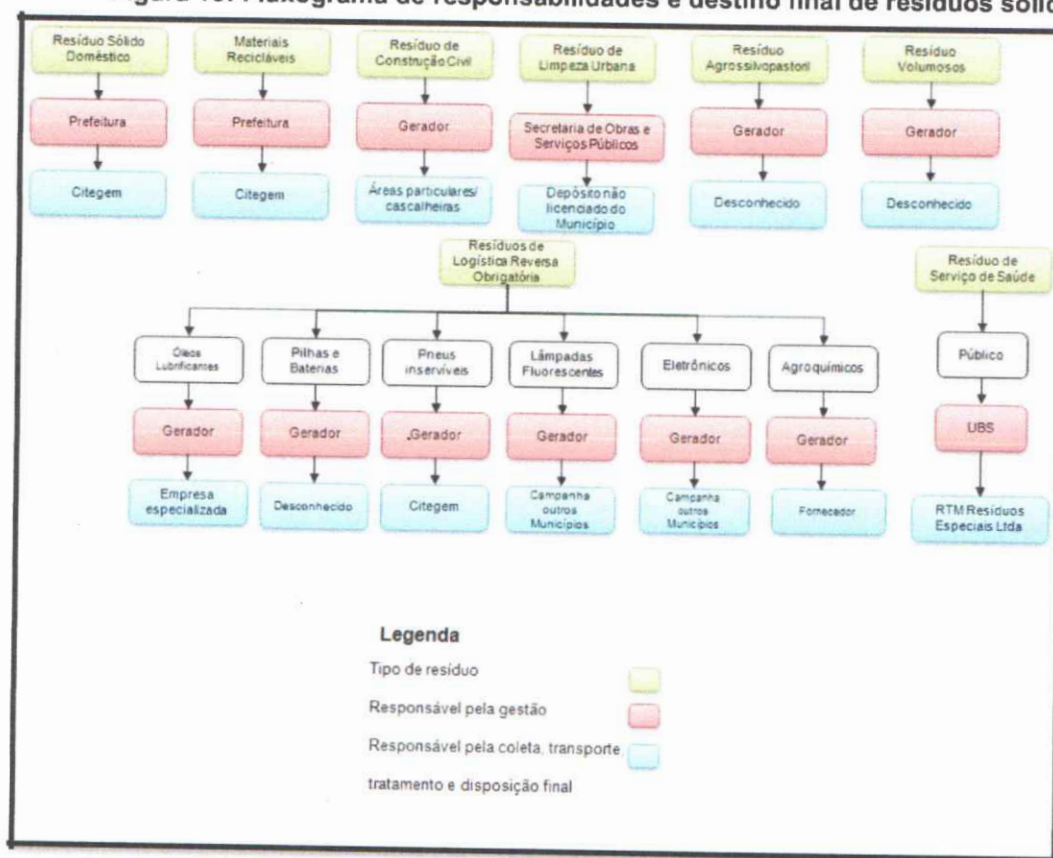 Figura 10: Fluxograma de responsabilidades e destino final de resíduos sólid
Resíduo Sólido
Doméstico
Prefeitura
Citegem
Materiais
Recicláveis
Prefeitura
Citegem
Resíduo de
Construção Civil
Gerador
Áreas particulares/
cascalheiras
Resíduo de
Limpeza Urbana
Secretaria de Obras e
Serviços Públicos
Depósito não
licenciado do
Município
Resíduo
Agrossilvopastoril
Gerador
Desconhecido
Resíduo
Volumosos
Gerador
Desconhecido
Resíduos de
Logística Reversa
Obrigatória
Óleos
Lubrificantes
Gerador
Empresa
especializada
Pilhas e
Baterias
Gerador
Desconhecido
Pneus
inservíveis
.Gerador
Citegem
Lâmpadas
Fluorescentes
Gerador
Campanha
outros
Municípios
Eletrônicos
Gerador
Campanha
outros
Municípios
Agroquímicos
Gerador
Fornecedor
Resíduo de
Serviço de Saúde
Público
UBS
RTM Resíduos
Especiais Ltda
Legenda
Tipo de resíduo
Responsável pela gestão
Responsável pela coleta, transporte,
tratamento e disposição final